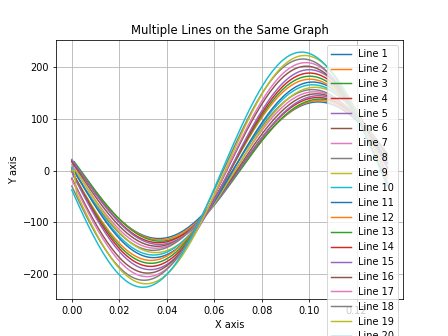 Multiple Lines on the Same Graph
Y axis
200
100
0
−100
−200
0.00
0.02
0.04
0.06
0.08
0.10
X axis
Line 1
Line 2
Line 3
Line 4
Line 5
Line 6
Line 7
Line 8
Line 9
Line 10
Line 11
Line 12
Line 13
Line 14
Line 15
Line 16
Line 17
Line 18
Line 19
Line 20